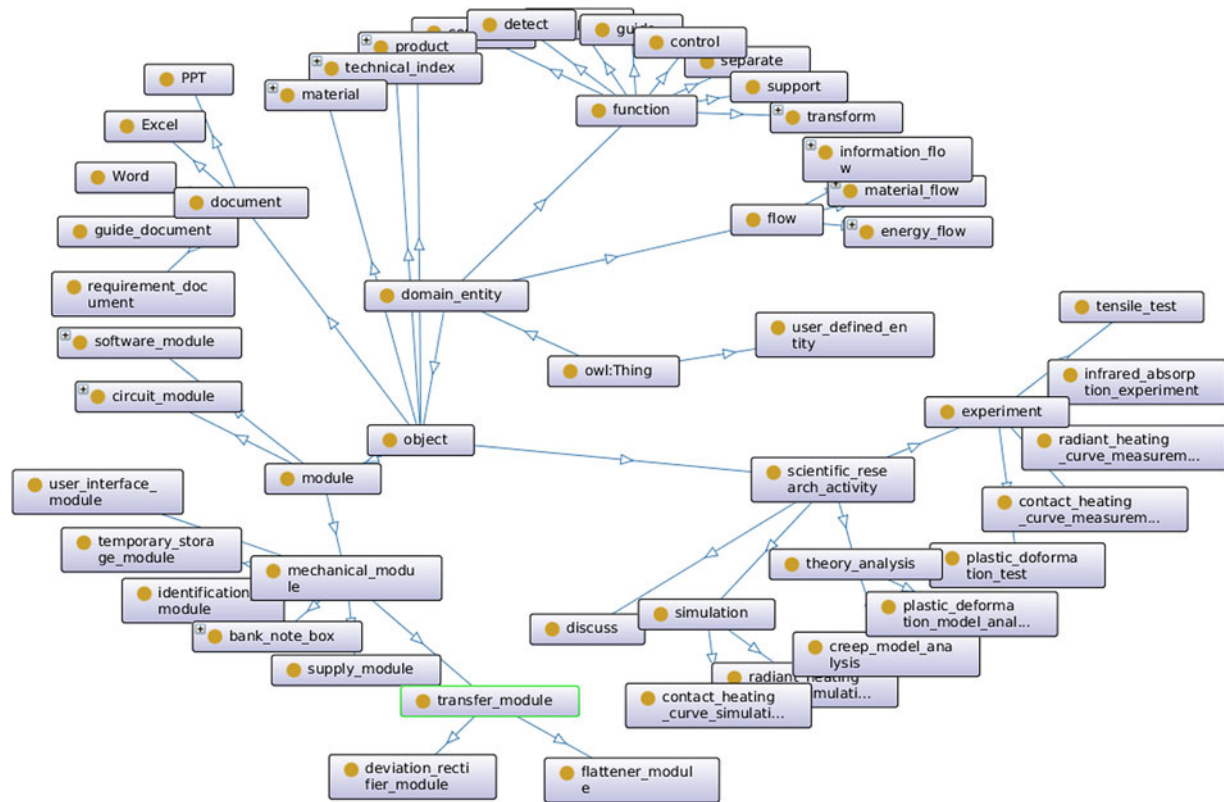 detect
guide
PPT
product
control
technical_index
separate
material
support
function
transform
Excel
information_flo
w
Word
material_flow
document
flow
guide_document
energy_flow
requirement_doc
ument
domain_entity
tensile_test
user_defined_en
tity
software_module
owl:Thing
infrared_absorp
tion_experiment
circuit_module
experiment
object
radiant_heating
_curve_measurem...
module
scientific_rese
arch_activity
user_interface_
module
contact_heating
_curve_measurem...
temporary_stora
ge_module
mechanical_modu
le
theory_analysis
plastic_doforma
tion_test
identification
module
plastic_deforma
tion_model_anal...
simulation
discuss
bank_note_box
creep_model_ana
lysis
supply_module
radiant_heating
imulati...
transfer_module
contact_heating
_curve_simulati...
deviation_recti
fier_module
flattener_modul
e